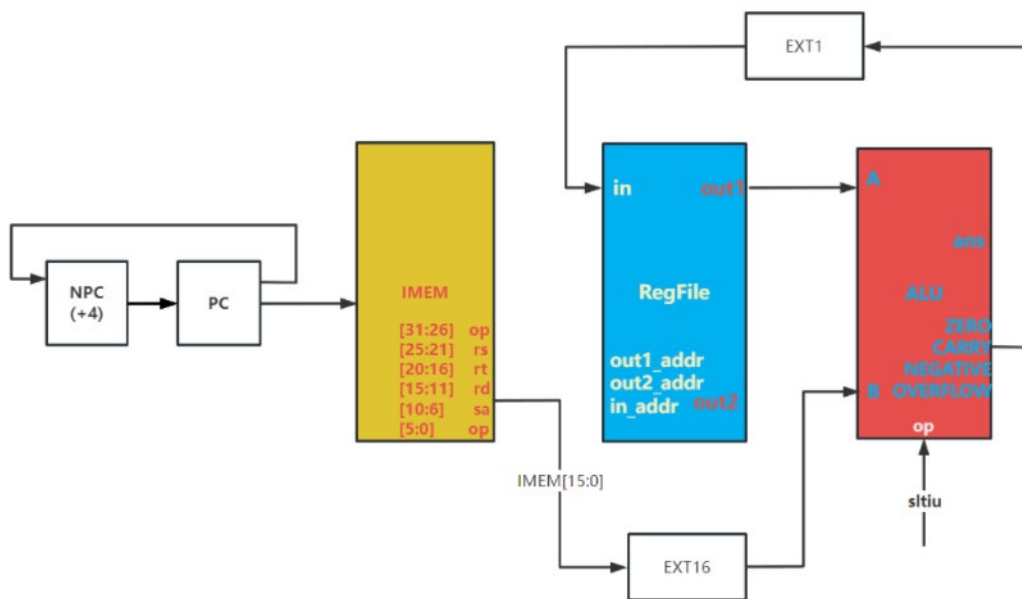 EXT1
in
out1
A
ans
NPC
(+4)
PC
IMEM
RegFile
ALU
[31:26] op
[25:21] rs
[20:16] rt
[15:11] rd
[10:6] sa
[5:0] op
out1_addr
out2_addr
in_addr
out2
ZERO
CARRY
NEGATIVE
B
OVERFLOW
op
IMEM[15:0]
sltiu
EXT16